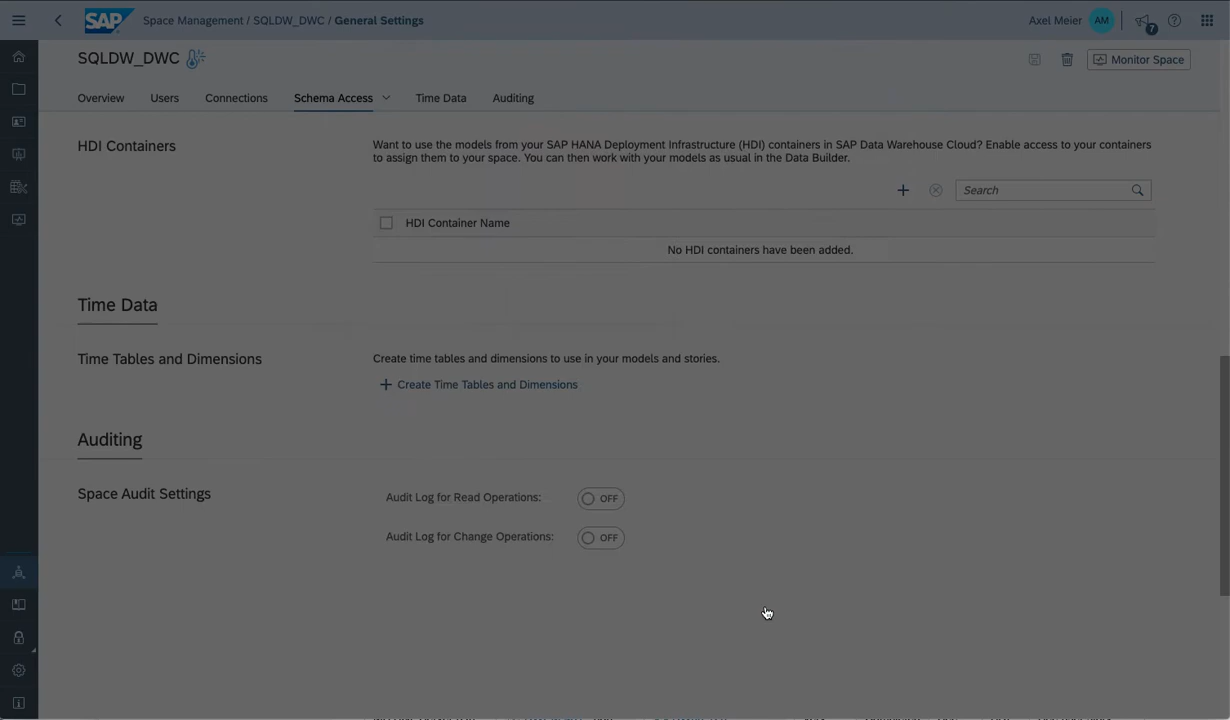 SAP Space Management / SQLDW_DWC / General Settings Axel Meier AM 7
SQLDW_DWC Monitor Space
Overview Users Connections Schema Access Time Data Auditing
HDI Containers
Want to use the models from your SAP HANA Deployment Infrastructure (HDI) containers in SAP Data Warehouse Cloud? Enable access to your containers
to assign them to your space. You can then work with your models as usual in the Data Builder.
Search
HDI Container Name
No HDI containers have been added.
Time Data
Time Tables and Dimensions
Create time tables and dimensions to use in your models and stories.
Create Time Tables and Dimensions
Auditing
Space Audit Settings
Audit Log for Read Operations: OFF
Audit Log for Change Operations: OFF